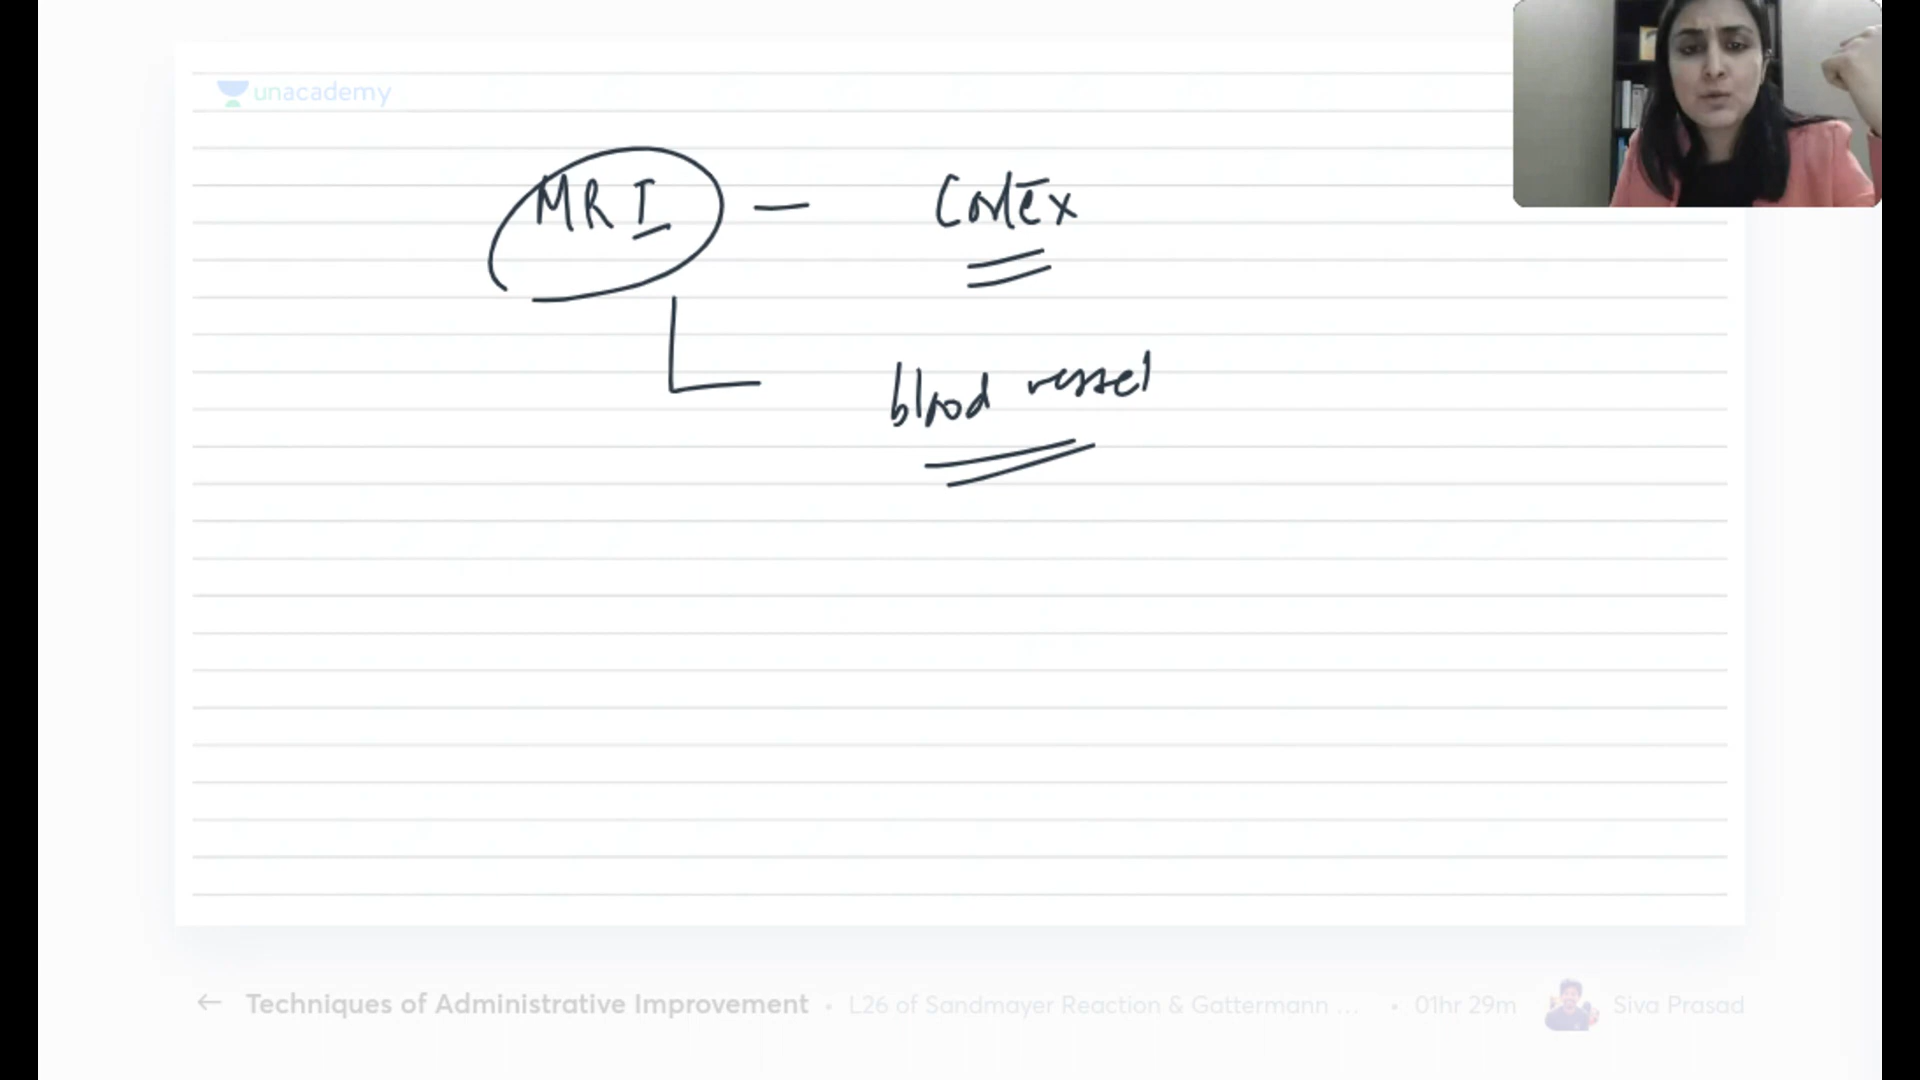 unacademy
MRI — Cortex
blood vessel
← Techniques of Administrative Improvement • L26 of Sandmayer Reaction & Gattermann ... • 01hr 29m Siva Prasad